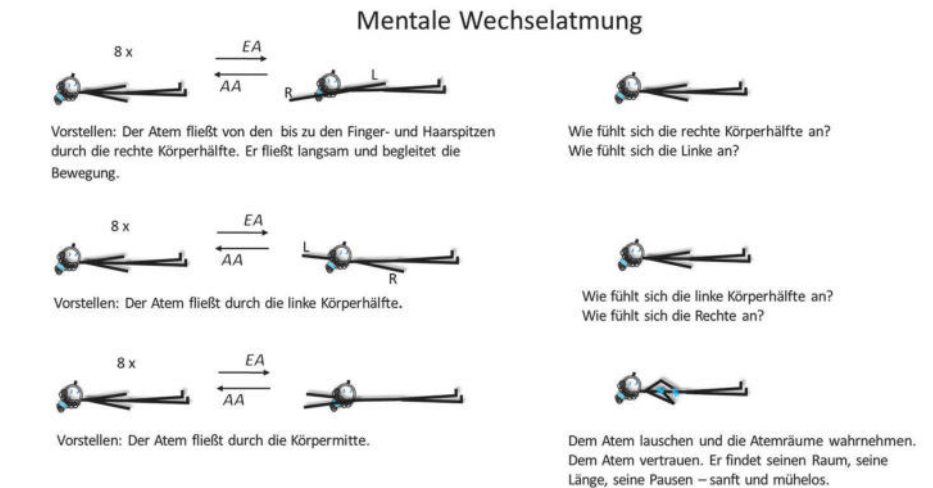 Mentale Wechselatmung
8 x
EA
AA
R
L
Vorstellen: Der Atem fließt von den bis zu den Finger- und Haarspitzen
durch die rechte Körperhälfte. Er fließt langsam und begleitet die
Bewegung.
Wie fühlt sich die rechte Körperhälfte an?
Wie fühlt sich die Linke an?
8 x
EA
AA
L
R
Vorstellen: Der Atem fließt durch die linke Körperhälfte.
Wie fühlt sich die linke Körperhälfte an?
Wie fühlt sich die Rechte an?
8 x
EA
AA
Vorstellen: Der Atem fließt durch die Körpermitte.
Dem Atem lauschen und die Atemräume wahrnehmen.
Dem Atem vertrauen. Er findet seinen Raum, seine
Länge, seine Pausen – sanft und mühelos.